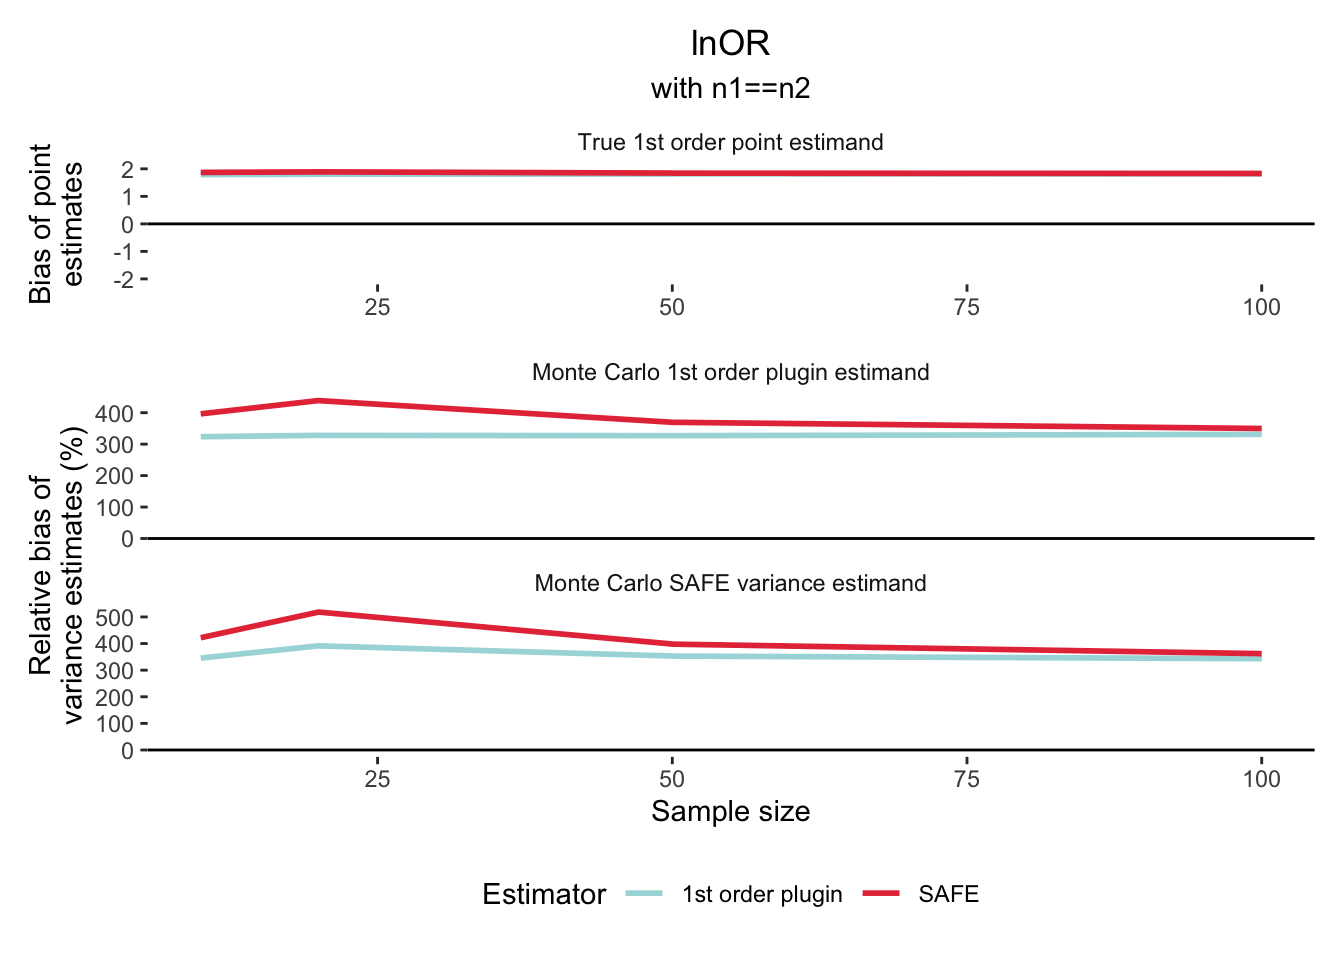 lnOR
with n1==n2
True 1st order point estimand
Bias of point
estimates
2
1
0
-1
-2
25 50 75 100
Monte Carlo 1st order plugin estimand
Relative bias of
variance estimates (%)
400
300
200
100
0
Monte Carlo SAFE variance estimand
500
400
300
200
100
0
25 50 75 100
Sample size
Estimator 1st order plugin SAFE